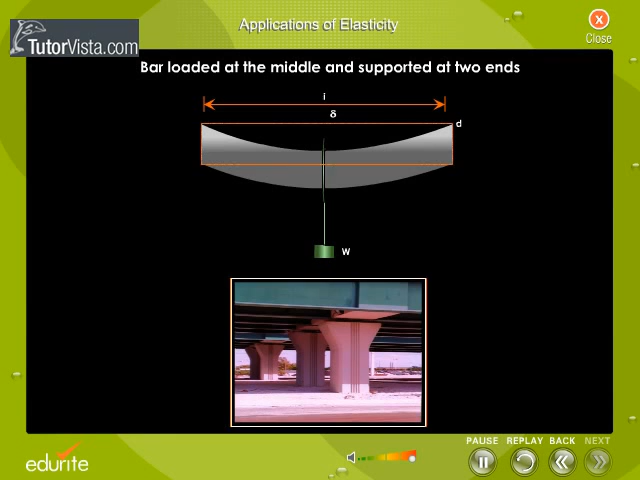 Applications of Elasticity
Close
TutorVista.com
Bar loaded at the middle and supported at two ends
i
δ
d
W
PAUSE REPLAY BACK NEXT
edurite